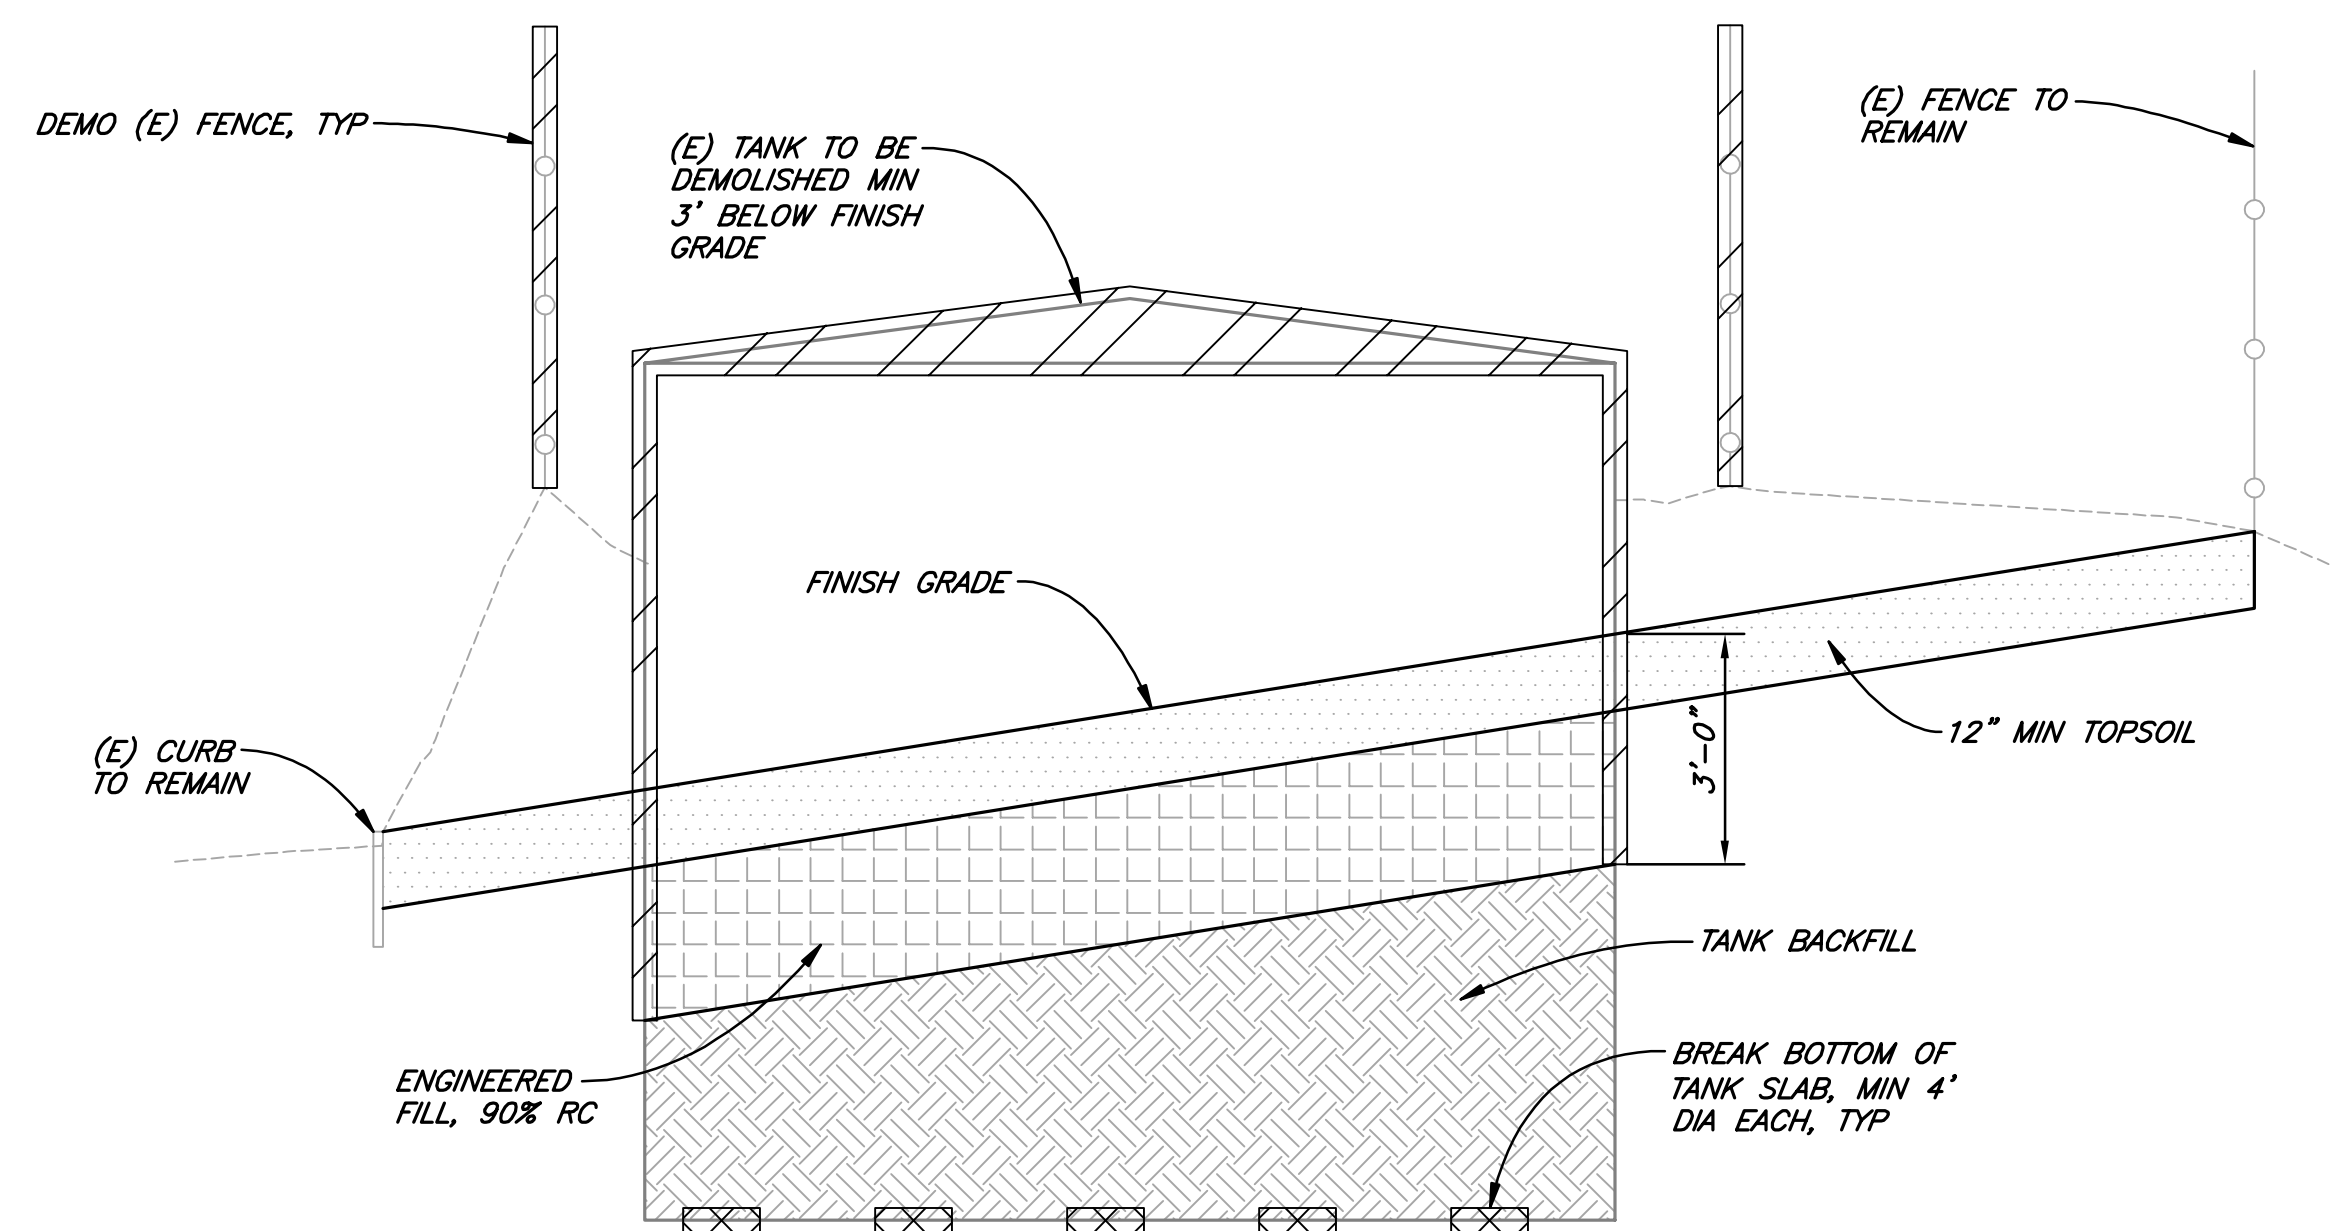 DEMO (E) FENCE, TYP
(E) TANK TO BE
DEMOLISHED MIN
3' BELOW FINISH
GRADE
(E) FENCE TO
REMAIN
FINISH GRADE
(E) CURB
TO REMAIN
3'-0"
12" MIN TOPSOIL
TANK BACKFILL
ENGINEERED
FILL, 90% RC
BREAK BOTTOM OF
TANK SLAB, MIN 4'
DIA EACH, TYP